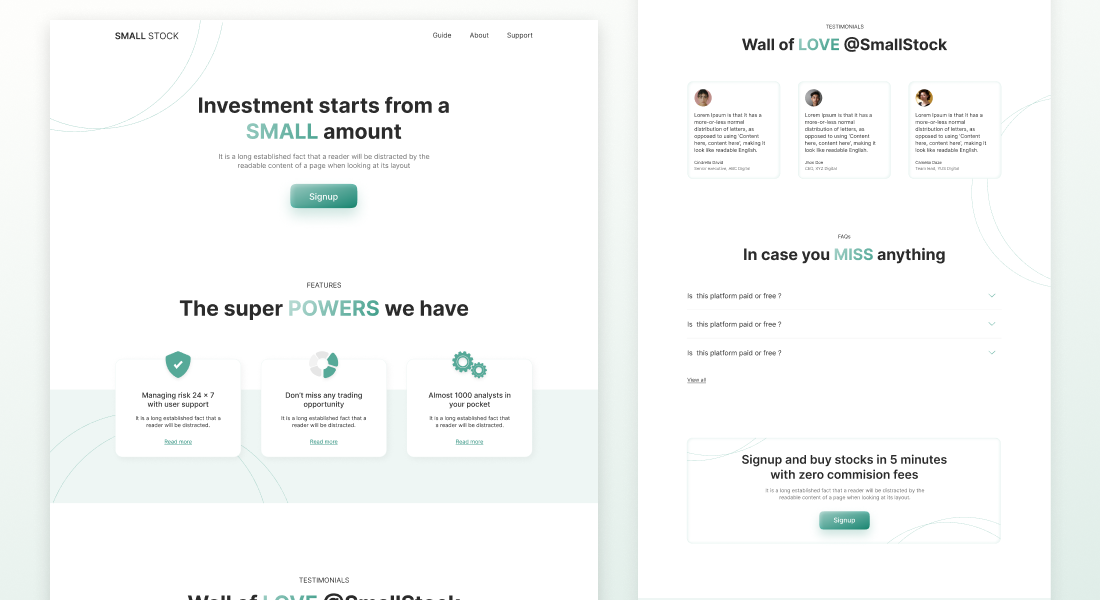 SMALL STOCK
Guide About Support
Investment starts from a
SMALL amount
It is a long established fact that a reader will be distracted by the
readable content of a page when looking at its layout
Signup
FEATURES
The super POWERS we have
Managing risk 24 × 7
with user support
It is a long established fact that a
reader will be distracted.
Read more
Don't miss any trading
opportunity
It is a long established fact that a
reader will be distracted.
Read more
Almost 1000 analysts in
your pocket
It is a long established fact that
reader will be distracted.
Read more
TESTIMONIALS
Wall of LOVE @SmallStock
TESTIMONIALS
Wall of LOVE @SmallStock
Lorem Ipsum is that it has a
more-or-less normal
distribution of letters, as
opposed to using 'Content
here, content here', making it
look like readable English.
Senior Executive, ABC Digital
Lorem Ipsum is that it has a
more-or-less normal
distribution of letters, as
opposed to using 'Content
here, content here', making it
look like readable English.
Jhon Doe
CEO, XYZ Digital
Lorem Ipsum is that it has a
more-or-less normal
distribution of letters, as
opposed to using 'Content
here, content here', making it
look like readable English.
Team lead, Digital
FAQs
In case you MISS anything
Is this platform paid or free ?
Is this platform paid or free ?
Is this platform paid or free ?
View all
Signup and buy stocks in 5 minutes
with zero commision fees
It is a long established fact that a reader will be distracted by the
readable content of a page when looking at its layout.
Signup